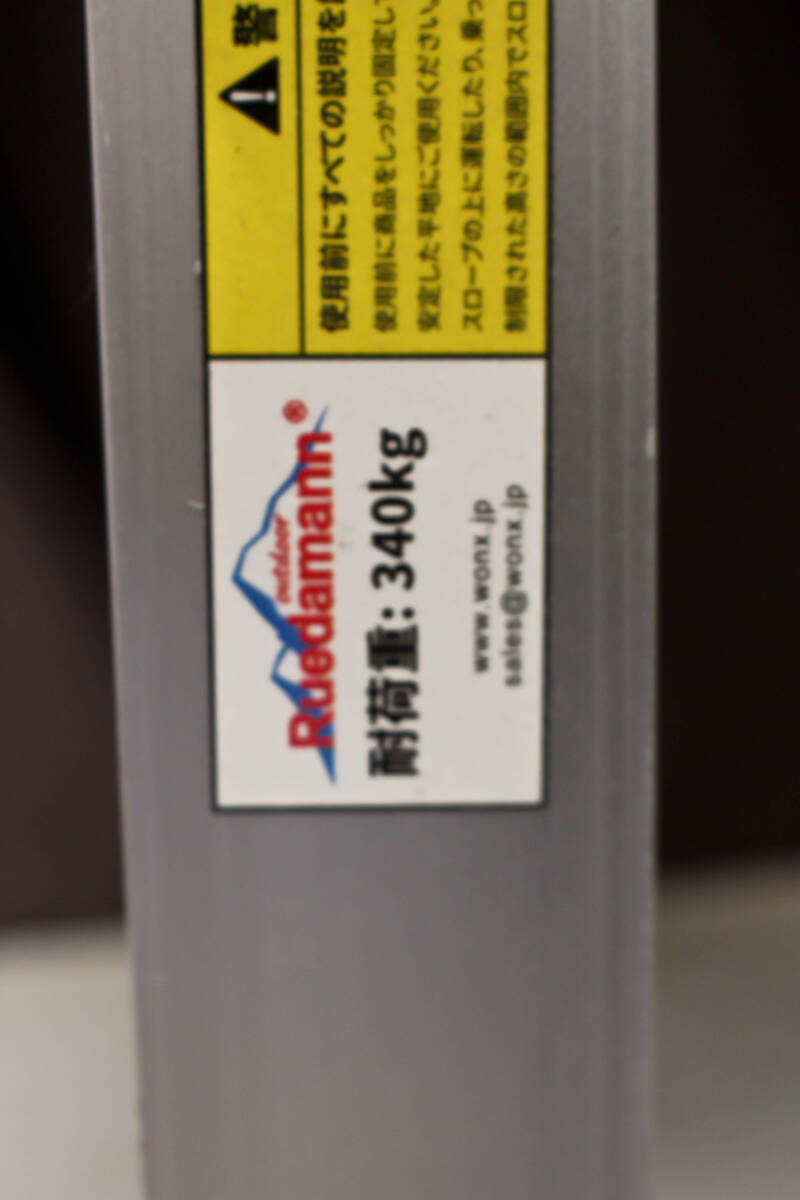 outdoor
Ruedamann®
耐荷重: 340kg
www.wonx.jp
sales@wonx.jp
警
使用前にすべての説明を
使用前に商品をしっかり固定して
安定した平地にご使用ください。
スロープの上に運転したり、乗っ
制限された高さの範囲内でスロ